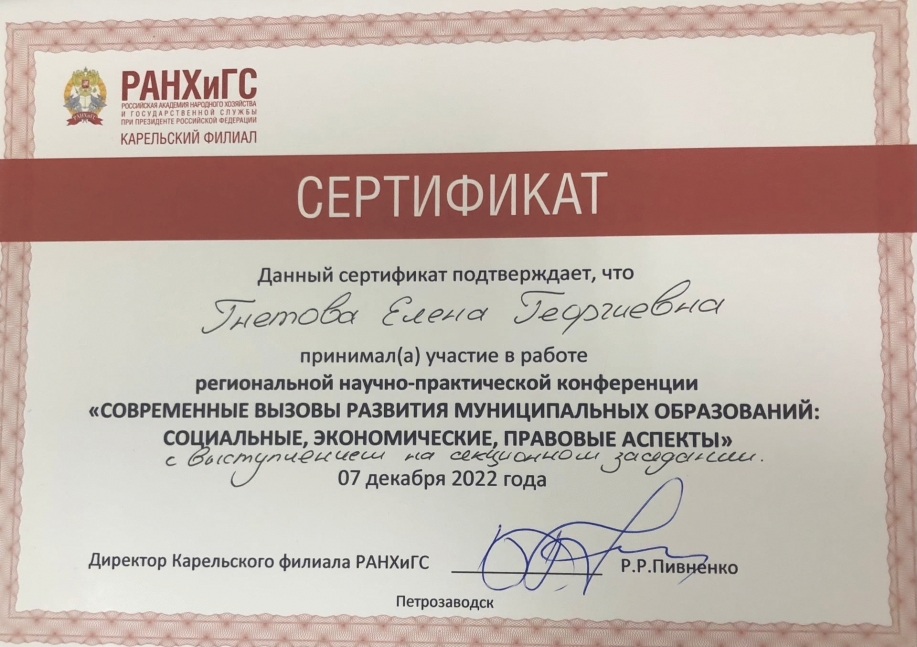 РАНХиГС
РОССИЙСКАЯ АКАДЕМИЯ НАРОДНОГО ХОЗЯЙСТВА
И ГОСУДАРСТВЕННОЙ СЛУЖБЫ
ПРИ ПРЕЗИДЕНТЕ РОССИЙСКОЙ ФЕДЕРАЦИИ
КАРЕЛЬСКИЙ ФИЛИАЛ
СЕРТИФИКАТ
Данный сертификат подтверждает, что
Гнетова Елена Георгиевна
принимал(а) участие в работе
региональной научно-практической конференции
«СОВРЕМЕННЫЕ ВЫЗОВЫ РАЗВИТИЯ МУНИЦИПАЛЬНЫХ ОБРАЗОВАНИЙ:
СОЦИАЛЬНЫЕ, ЭКОНОМИЧЕСКИЕ, ПРАВОВЫЕ АСПЕКТЫ»
с выступлением на секционном заседании.
07 декабря 2022 года
Директор Карельского филиала РАНХиГС Р.Р.Пивненко
Петрозаводск